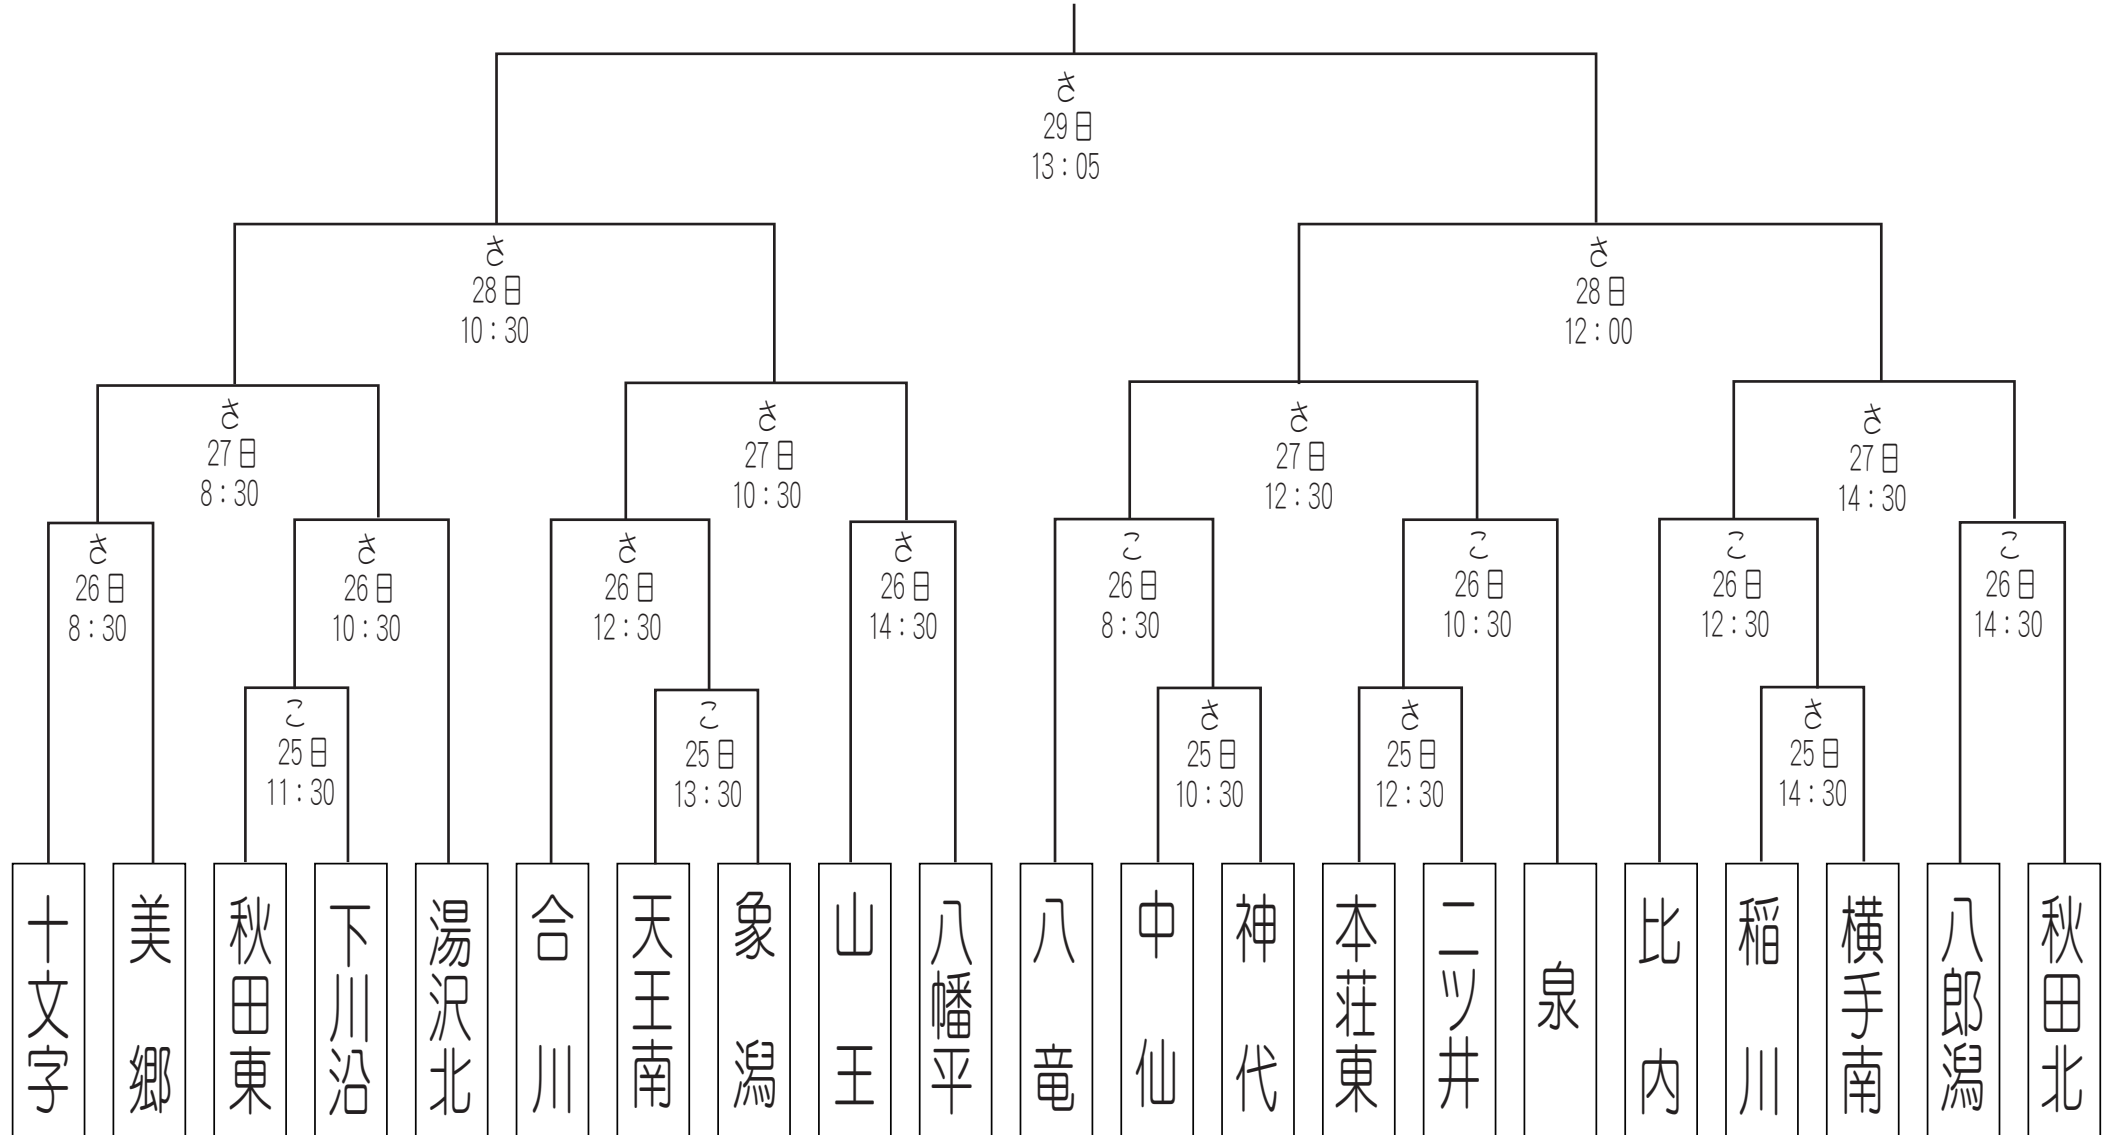 さ
29日
13：05
さ
28日
10：30
さ
28日
12：00
さ
27日
8：30
さ
27日
10：30
さ
27日
12：30
さ
27日
14：30
さ
26日
8：30
さ
26日
10：30
さ
26日
12：30
さ
26日
14：30
こ
26日
8：30
こ
26日
10：30
こ
26日
12：30
こ
26日
14：30
こ
25日
11：30
こ
25日
13：30
さ
25日
10：30
さ
25日
12：30
さ
25日
14：30
十文字
美郷
秋田東
下川沿
湯沢北
合川
天王南
象潟
山王
八幡平
八竜
中仙
神代
本荘東
二ツ井
泉
比内
稲川
横手南
八郎潟
秋田北